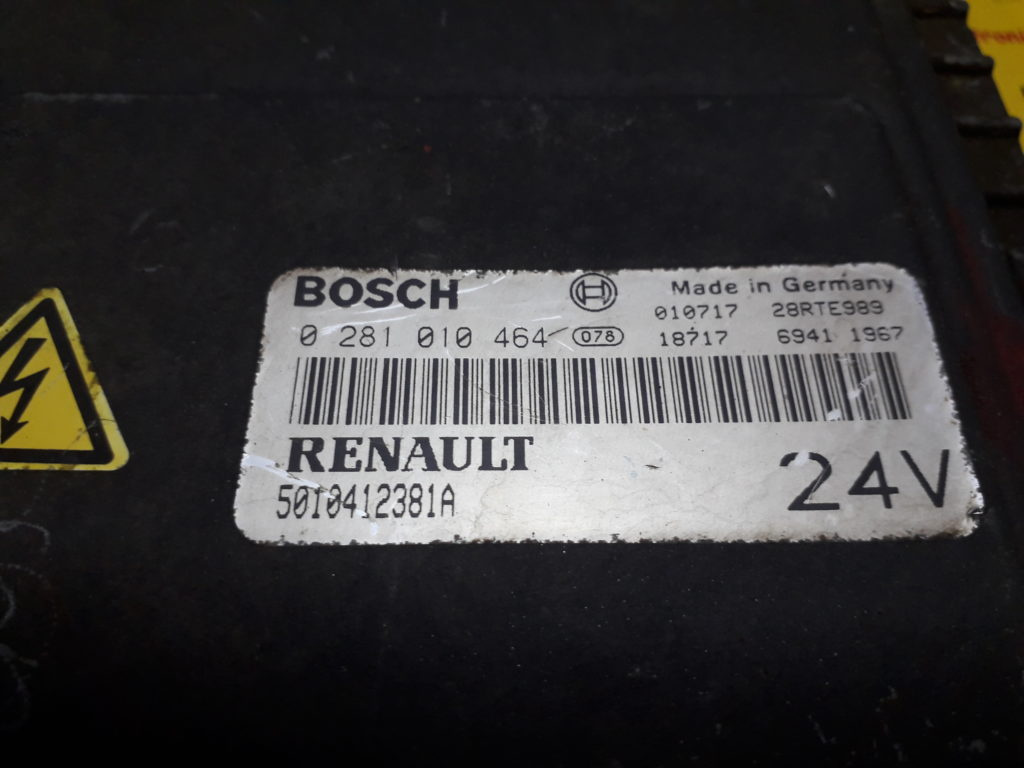 BOSCH Made in Germany
010717 28RTE989
0 281 010 464 078 18717 6941 1967
RENAULT
5010412381A
24V